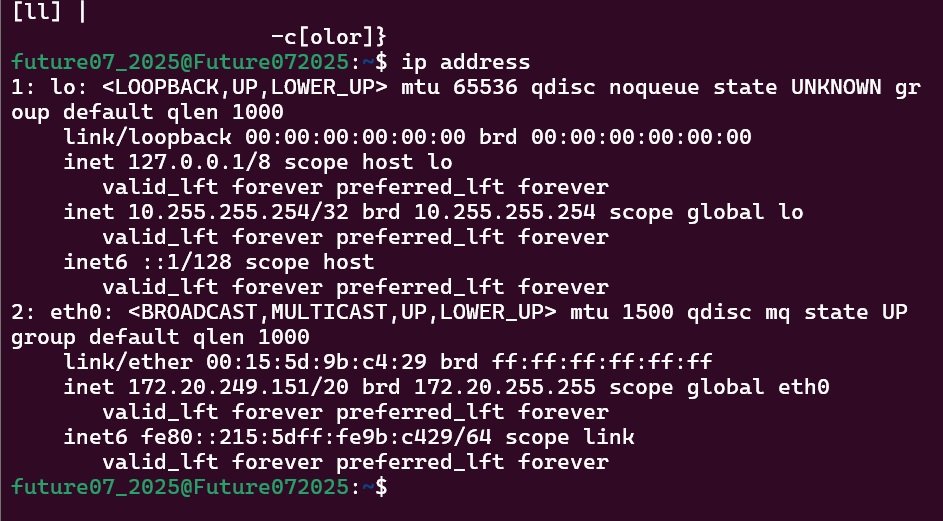 [ll] |
                    -c[olor]}
future07_2025@Future072025:~$ ip address
1: lo: <LOOPBACK,UP,LOWER_UP> mtu 65536 qdisc noqueue state UNKNOWN gr
oup default qlen 1000
    link/loopback 00:00:00:00:00:00 brd 00:00:00:00:00:00
    inet 127.0.0.1/8 scope host lo
       valid_lft forever preferred_lft forever
    inet 10.255.255.254/32 brd 10.255.255.254 scope global lo
       valid_lft forever preferred_lft forever
    inet6 ::1/128 scope host
       valid_lft forever preferred_lft forever
2: eth0: <BROADCAST,MULTICAST,UP,LOWER_UP> mtu 1500 qdisc mq state UP
group default qlen 1000
    link/ether 00:15:5d:9b:c4:29 brd ff:ff:ff:ff:ff:ff
    inet 172.20.249.151/20 brd 172.20.255.255 scope global eth0
       valid_lft forever preferred_lft forever
    inet6 fe80::215:5dff:fe9b:c429/64 scope link
       valid_lft forever preferred_lft forever
future07_2025@Future072025:~$